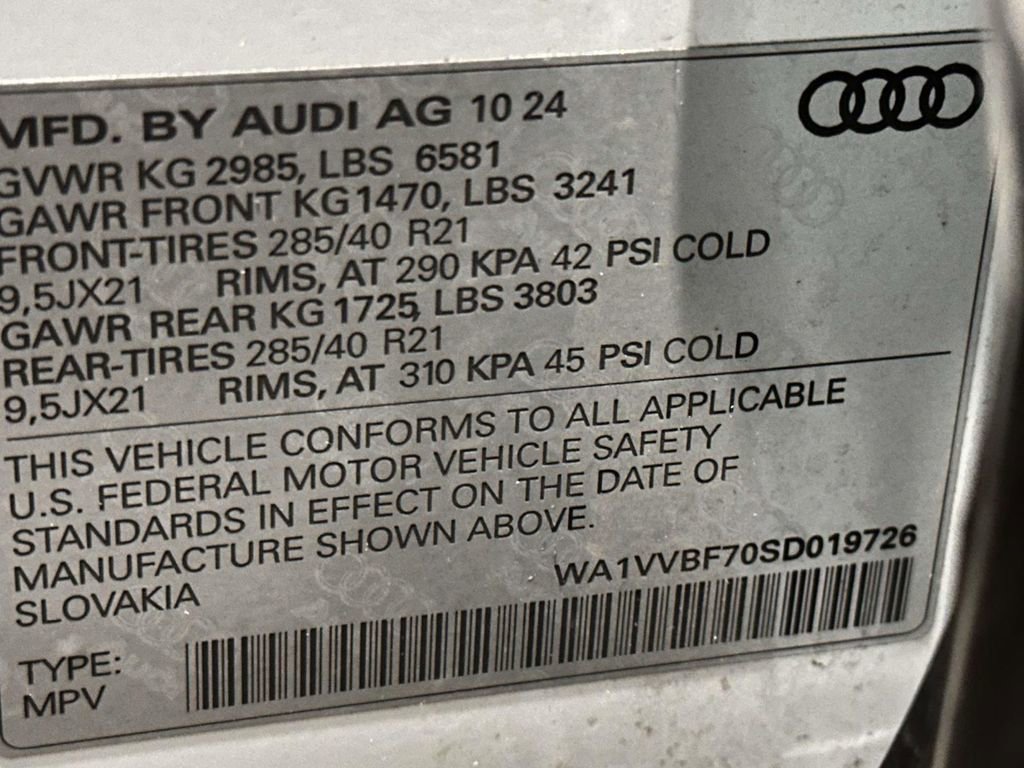 MFD. BY AUDI AG 10 24
GVWR KG 2985, LBS 6581
GAWR FRONT KG 1470, LBS 3241
FRONT-TIRES 285/40 R21
9,5JX21 RIMS, AT 290 KPA 42 PSI COLD
GAWR REAR KG 1725, LBS 3803
REAR-TIRES 285/40 R21
9,5JX21 RIMS, AT 310 KPA 45 PSI COLD
THIS VEHICLE CONFORMS TO ALL APPLICABLE
U.S. FEDERAL MOTOR VEHICLE SAFETY
STANDARDS IN EFFECT ON THE DATE OF
MANUFACTURE SHOWN ABOVE.
SLOVAKIA
WA1VVBF70SD019726
TYPE:
MPV